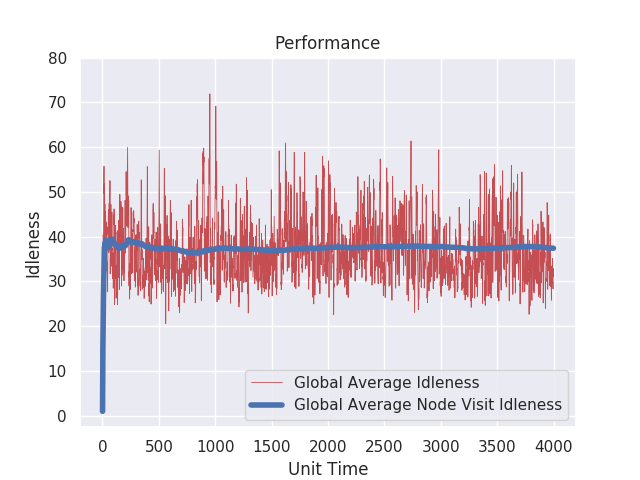 Performance
80
70
60
50
40
30
20
10
0
Idleness
Global Average Idleness
Global Average Node Visit Idleness
0 500 1000 1500 2000 2500 3000 3500 4000
Unit Time